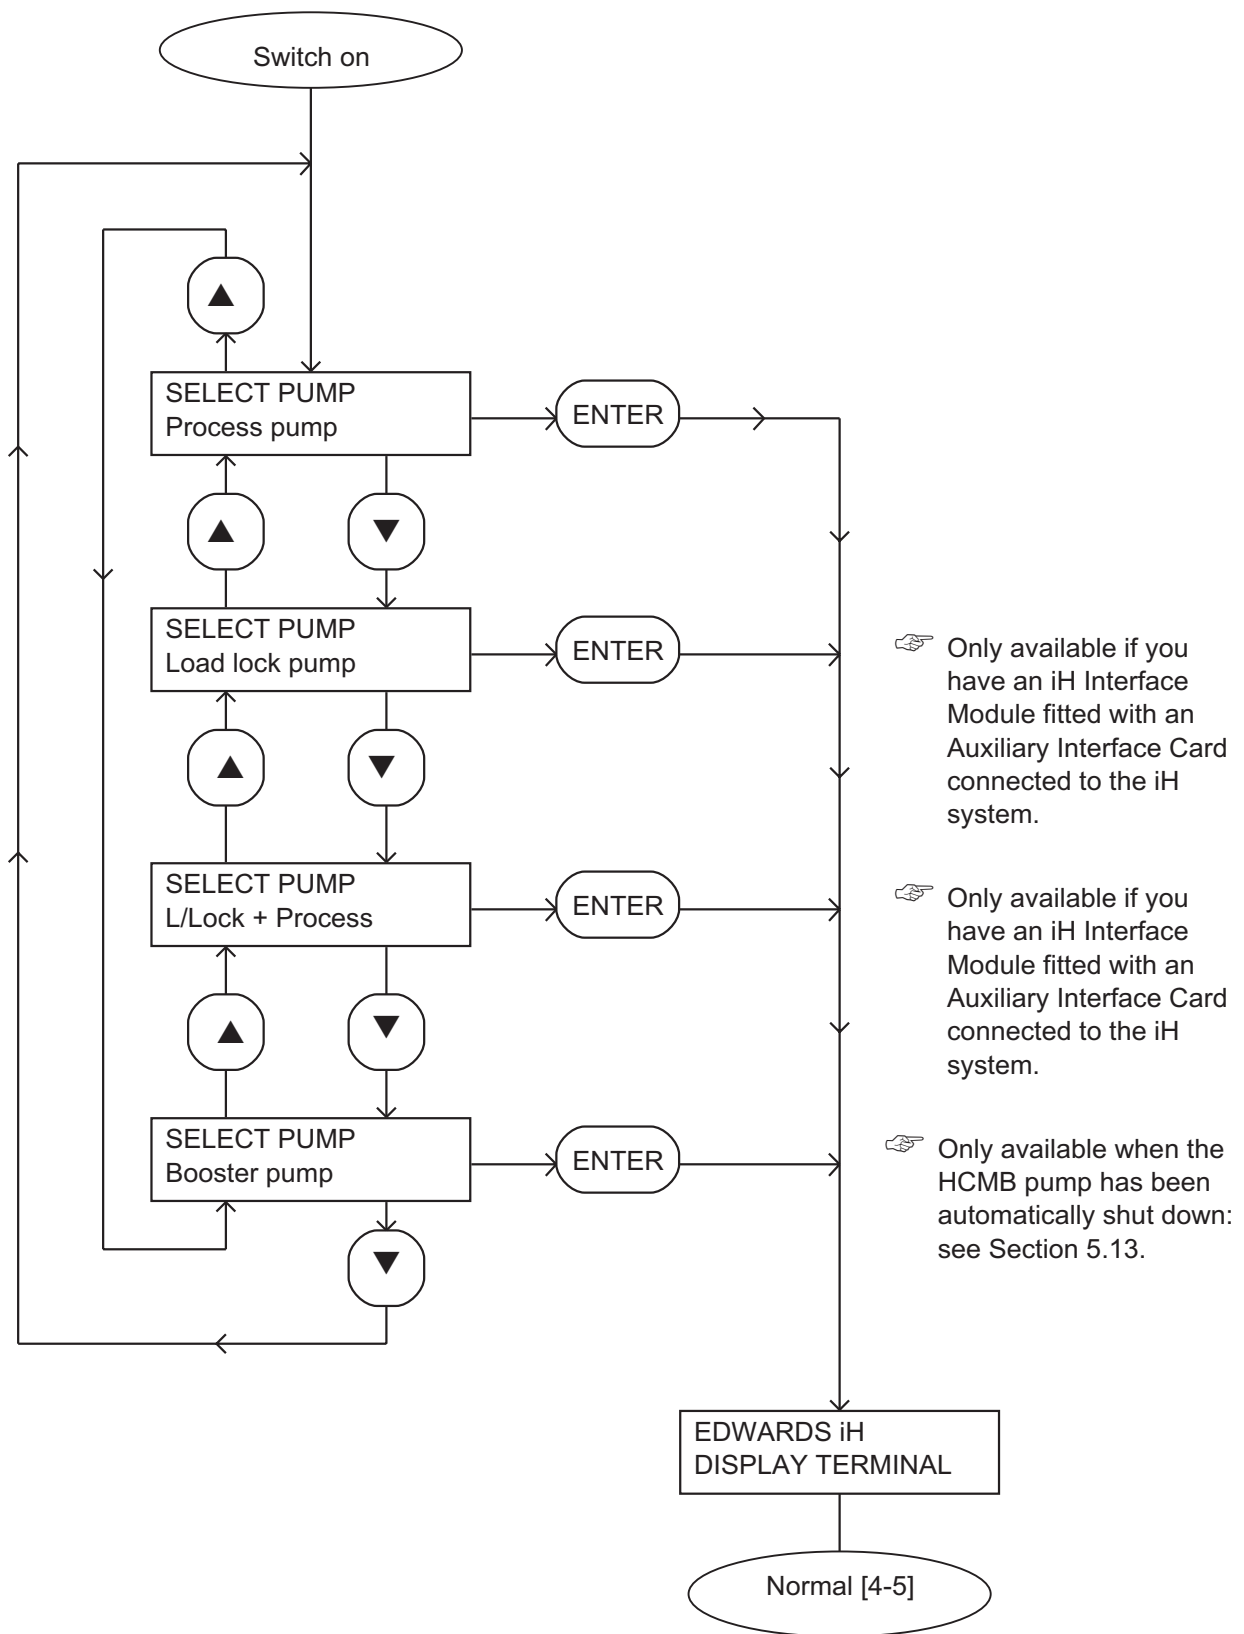 Switch on
▲
SELECT PUMP
Process pump
ENTER
▲
▼
SELECT PUMP
Load lock pump
ENTER
☞ Only available if you
have an iH Interface
Module fitted with an
Auxiliary Interface Card
connected to the iH
system.
▲
▼
SELECT PUMP
L/Lock + Process
ENTER
☞ Only available if you
have an iH Interface
Module fitted with an
Auxiliary Interface Card
connected to the iH
system.
▲
▼
SELECT PUMP
Booster pump
ENTER
☞ Only available when the
HCMB pump has been
automatically shut down:
see Section 5.13.
▼
EDWARDS iH
DISPLAY TERMINAL
Normal [4-5]